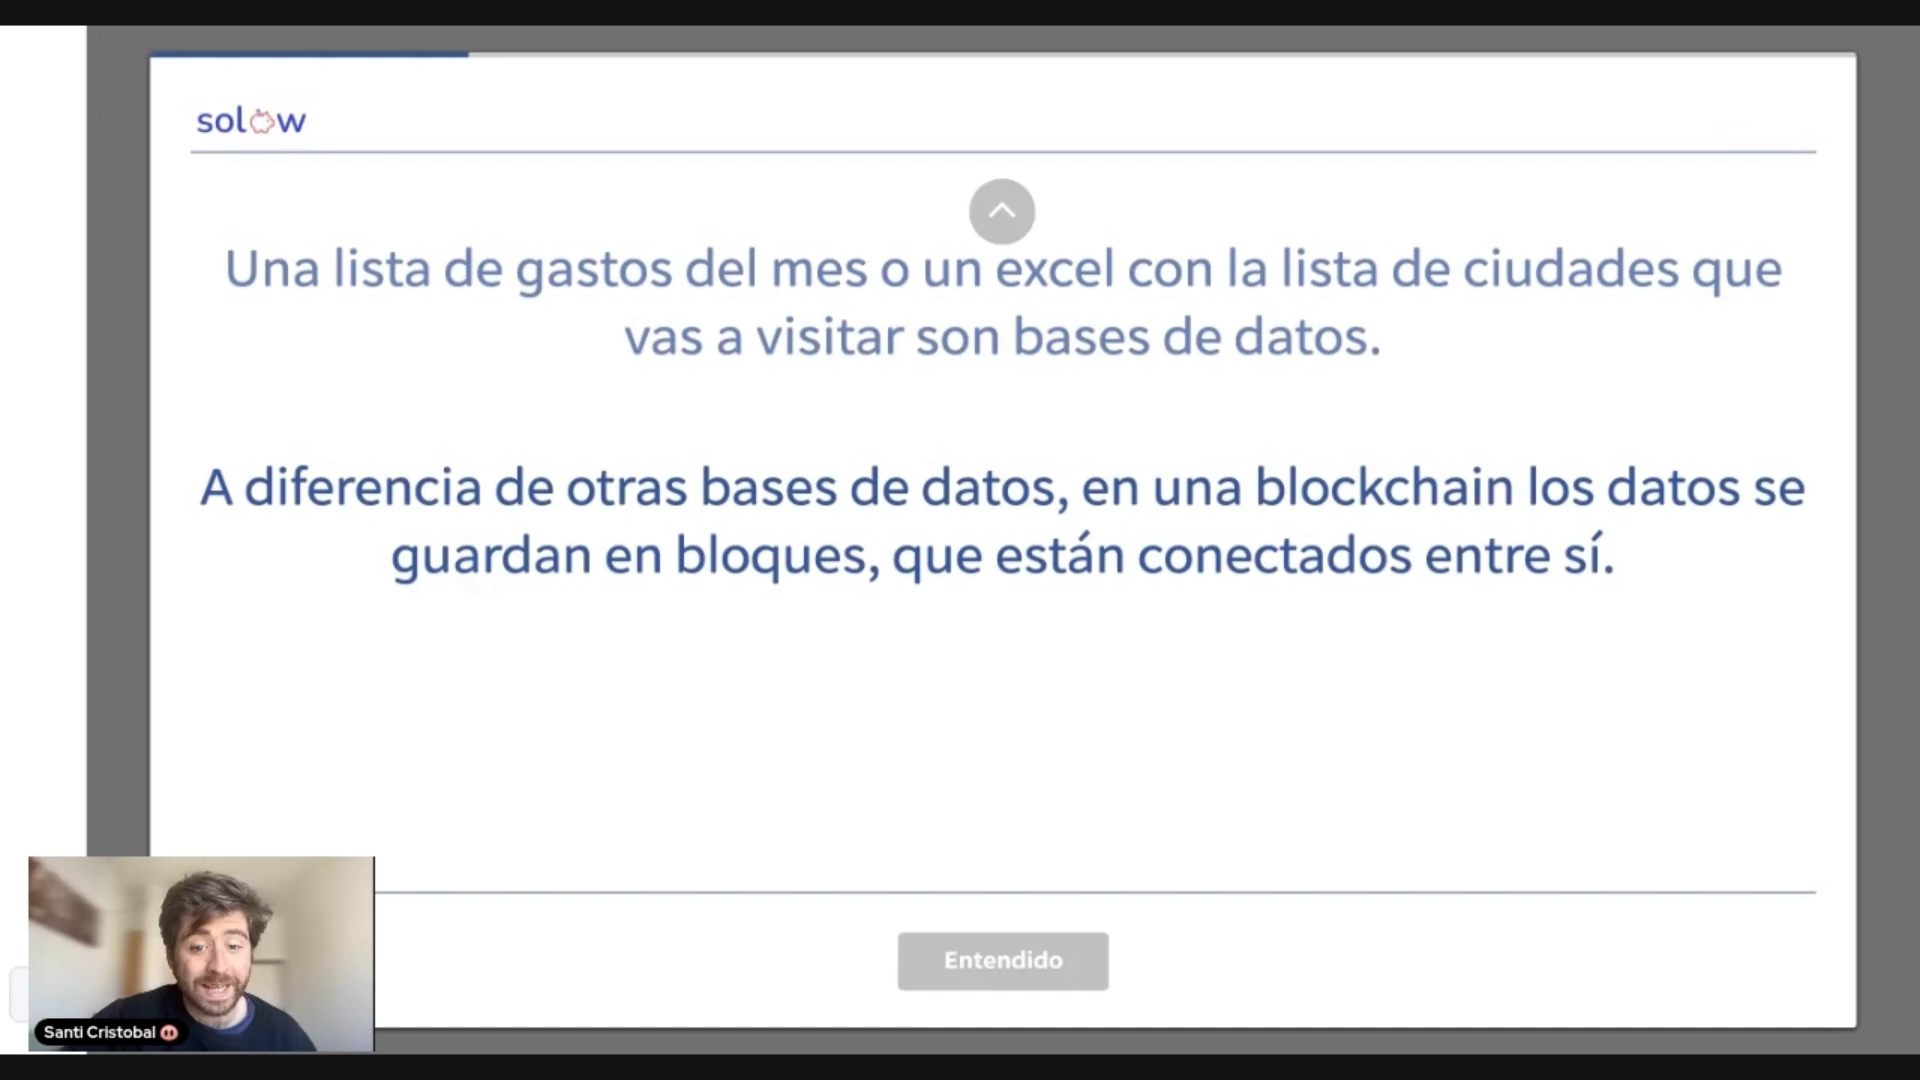 solow
Una lista de gastos del mes o un excel con la lista de ciudades que
vas a visitar son bases de datos.
A diferencia de otras bases de datos, en una blockchain los datos se
guardan en bloques, que están conectados entre sí.
Entendido
Santi Cristobal